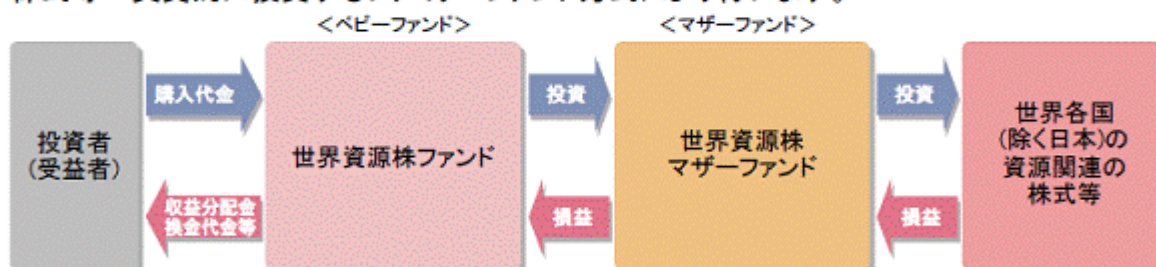 ＜ベビーファンド＞
＜マザーファンド＞
投資者
(受益者)
購入代金
収益分配金
換金代金等
世界資源株ファンド
投資
損益
世界資源株
マザーファンド
投資
損益
世界各国
(除く日本)の
資源関連の
株式等